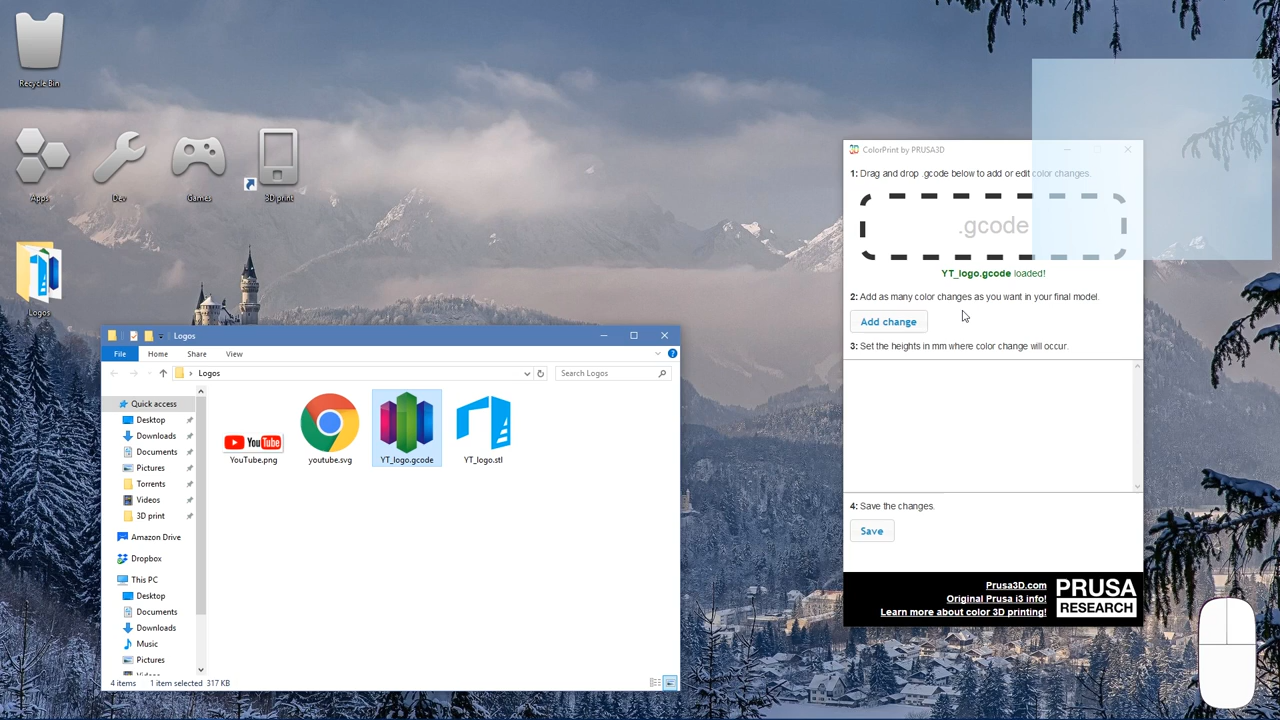 Recycle Bin
Apps
Dev
Games
3D print
Logos
Logos
File
Home
Share
View
Logos
Search Logos
Quick access
Desktop
Downloads
Documents
Pictures
Torrents
Videos
3D print
Amazon Drive
Dropbox
This PC
Desktop
Documents
Downloads
Music
Pictures
Videos
YouTube
YouTube.png
youtube.svg
YT_logo.gcode
YT_logo.stl
4 items
1 item selected 317 KB
ColorPrint by PRUSA3D
1: Drag and drop .gcode below to add or edit color changes.
.gcode
YT_logo.gcode loaded!
2: Add as many color changes as you want in your final model.
Add change
3: Set the heights in mm where color change will occur.
4: Save the changes.
Save
Prusa3D.com
Original Prusa i3 info!
Learn more about color 3D printing!
PRUSA
RESEARCH